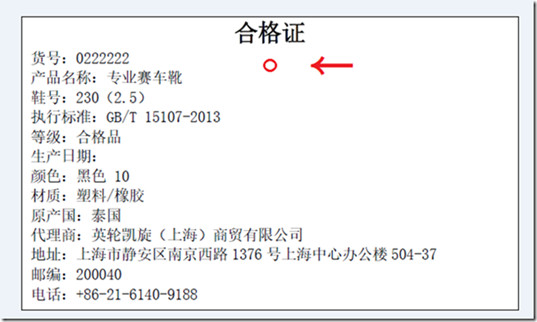 合格证
货号: 0222222
产品名称: 专业赛车靴
鞋号: 230（2.5）
执行标准: GB/T 15107-2013
等级: 合格品
生产日期:
颜色: 黑色 10
材质: 塑料/橡胶
原产国: 泰国
代理商: 英轮凯旋（上海）商贸有限公司
地址: 上海市静安区南京西路 1376 号上海中心办公楼 504-37
邮编: 200040
电话: +86-21-6140-9188